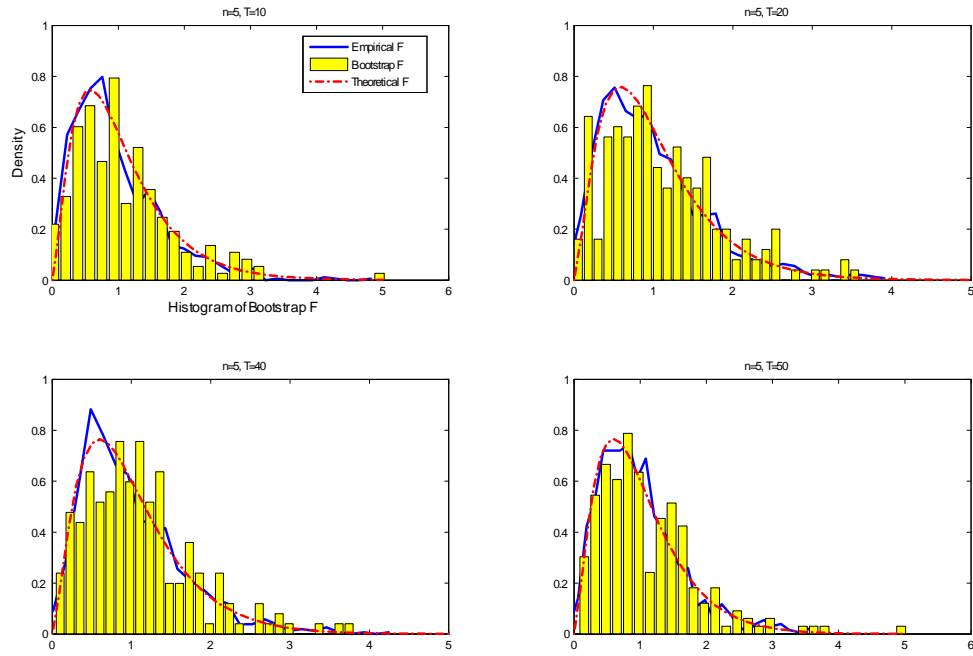 n=5, T=10
1
0.8
0.6
0.4
0.2
0
Density
Empirical F
Bootstrap F
Theoretical F
0 1 2 3 4 5 6
Histogram of Bootstrap F
n=5, T=20
1
0.8
0.6
0.4
0.2
0
0 1 2 3 4 5
n=5, T=40
1
0.8
0.6
0.4
0.2
0
0 1 2 3 4 5
n=5, T=50
1
0.8
0.6
0.4
0.2
0
0 1 2 3 4 5 6